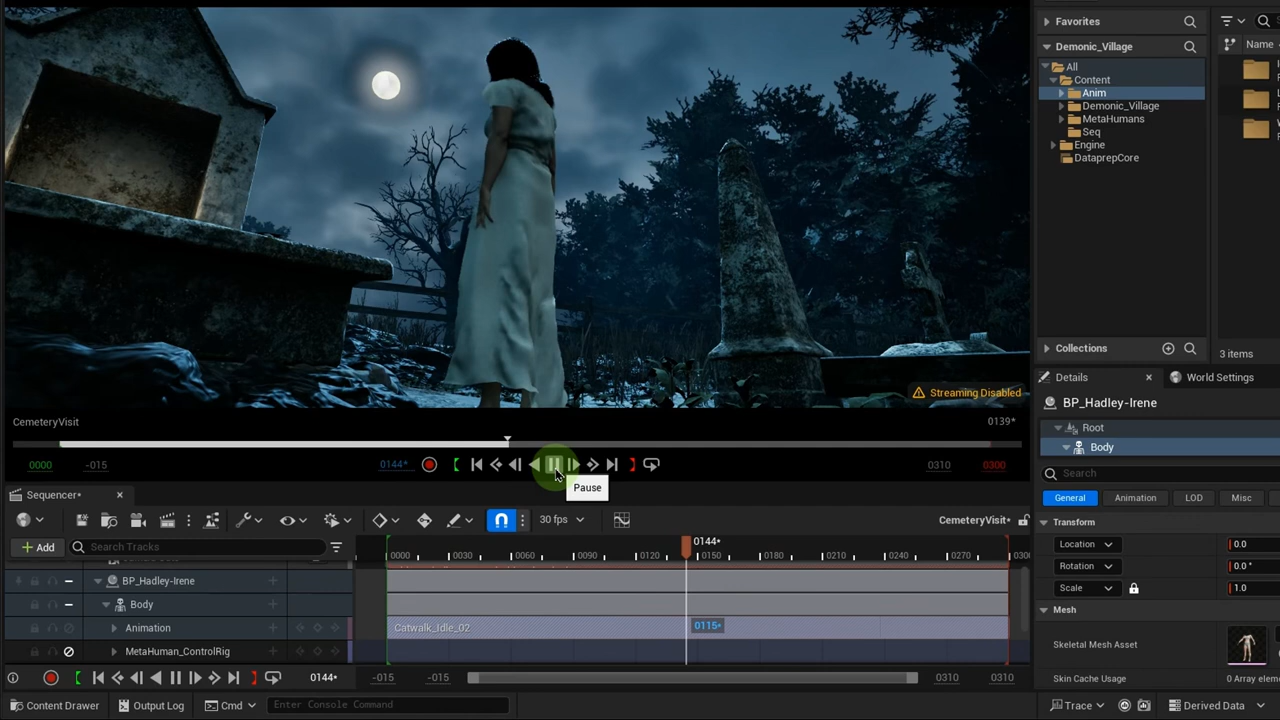 Streaming Disabled
CemeteryVisit
0139*
0000
-015
0144*
0310
0300
Pause
Sequencer*
30 fps
CemeteryVisit*
Add
Search Tracks
0144*
0000
0030
0060
0090
0120
0150
0180
0210
0240
0270
BP_Hadley-Irene
Body
Animation
Catwalk_Idle_02
0115*
MetaHuman_ControlRig
0144*
-015
-015
0310
0310
Content Drawer
Output Log
Cmd
Enter Console Command
Favorites
Demonic_Village
All
Content
Anim
Demonic_Village
MetaHumans
Seq
Engine
DataprepCore
Collections
Name
3 items
Details
World Settings
BP_Hadley-Irene
Root
Body
Search
General
Animation
LOD
Misc
Transform
Location
0.0
Rotation
0.0 °
Scale
1.0
Mesh
Skeletal Mesh Asset
Skin Cache Usage
0 Array elem
Trace
Derived Data